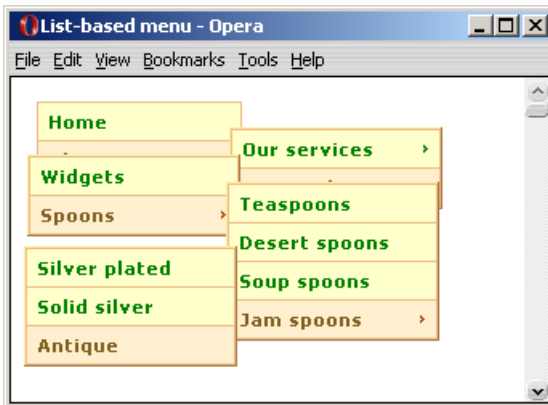 List-based menu - Opera
File Edit View Bookmarks Tools Help
Home
Our services
Widgets
Spoons
Teaspoons
Desert spoons
Soup spoons
Jam spoons
Silver plated
Solid silver
Antique